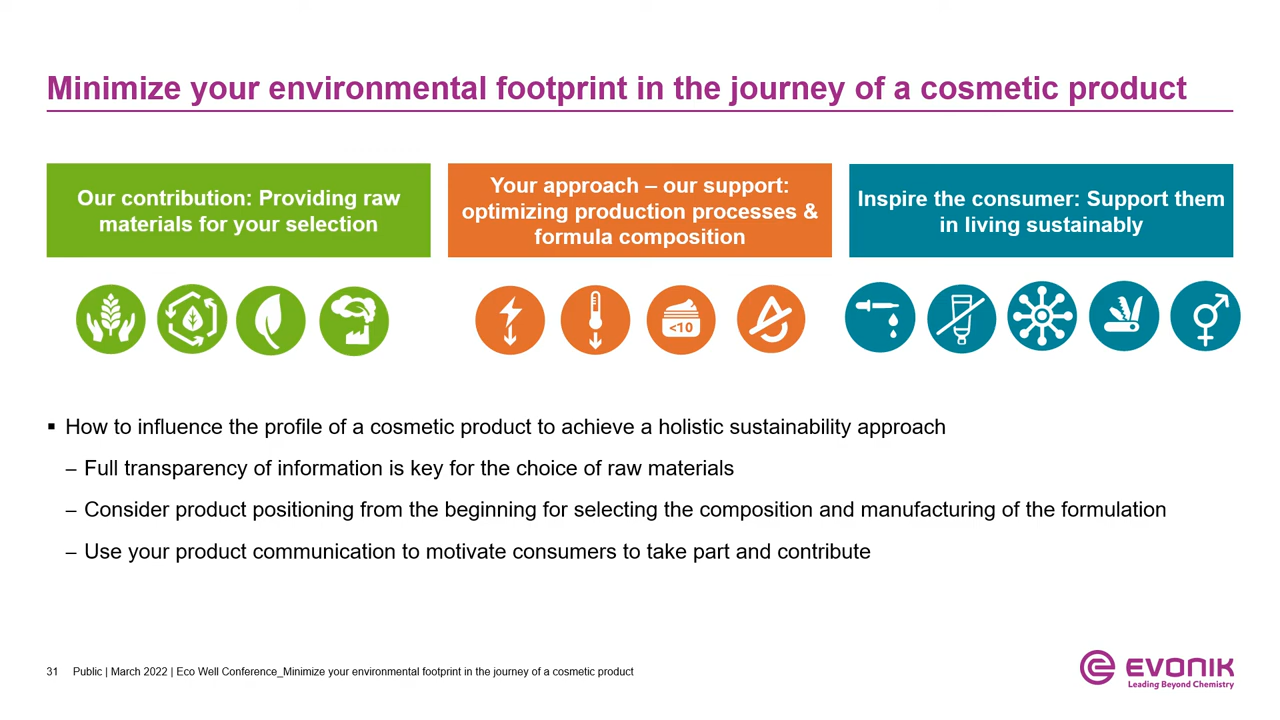 Minimize your environmental footprint in the journey of a cosmetic product
Our contribution: Providing raw
materials for your selection
Your approach – our support:
optimizing production processes &
formula composition
Inspire the consumer: Support them
in living sustainably
<10
▪ How to influence the profile of a cosmetic product to achieve a holistic sustainability approach
– Full transparency of information is key for the choice of raw materials
– Consider product positioning from the beginning for selecting the composition and manufacturing of the formulation
– Use your product communication to motivate consumers to take part and contribute
31 Public | March 2022 | Eco Well Conference_Minimize your environmental footprint in the journey of a cosmetic product
EVONIK
Leading Beyond Chemistry